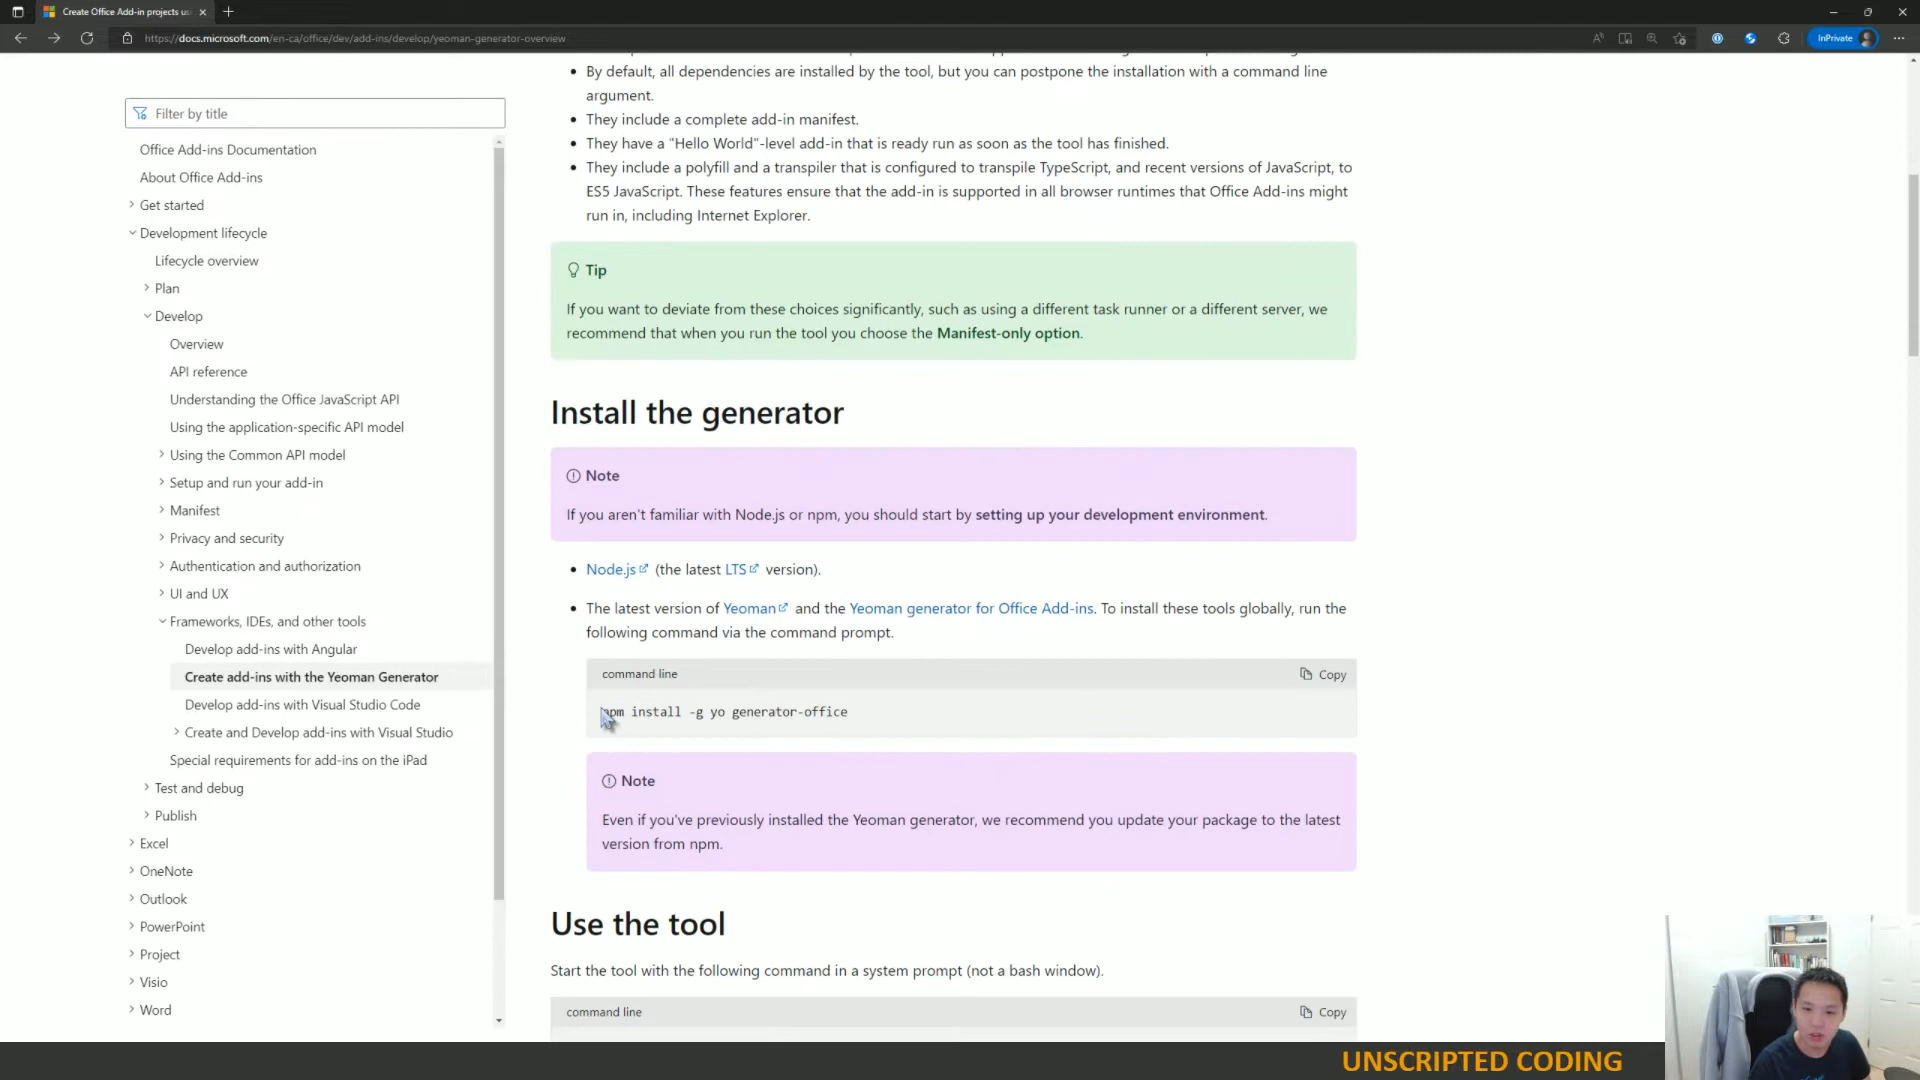 Create Office Add-in projects us
https://docs.microsoft.com/en-ca/office/dev/add-ins/develop/yeoman-generator-overview
InPrivate
Filter by title
Office Add-ins Documentation
About Office Add-ins
Get started
Development lifecycle
Lifecycle overview
Plan
Develop
Overview
API reference
Understanding the Office JavaScript API
Using the application-specific API model
Using the Common API model
Setup and run your add-in
Manifest
Privacy and security
Authentication and authorization
UI and UX
Frameworks, IDEs, and other tools
Develop add-ins with Angular
Create add-ins with the Yeoman Generator
Develop add-ins with Visual Studio Code
Create and Develop add-ins with Visual Studio
Special requirements for add-ins on the iPad
Test and debug
Publish
Excel
OneNote
Outlook
PowerPoint
Project
Visio
Word
• By default, all dependencies are installed by the tool, but you can postpone the installation with a command line
argument.
• They include a complete add-in manifest.
• They have a "Hello World"-level add-in that is ready run as soon as the tool has finished.
• They include a polyfill and a transpiler that is configured to transpile TypeScript, and recent versions of JavaScript, to
ES5 JavaScript. These features ensure that the add-in is supported in all browser runtimes that Office Add-ins might
run in, including Internet Explorer.
Tip
If you want to deviate from these choices significantly, such as using a different task runner or a different server, we
recommend that when you run the tool you choose the Manifest-only option.
Install the generator
Note
If you aren't familiar with Node.js or npm, you should start by setting up your development environment.
• Node.js (the latest LTS version).
• The latest version of Yeoman and the Yeoman generator for Office Add-ins. To install these tools globally, run the
following command via the command prompt.
command line
Copy
npm install -g yo generator-office
Note
Even if you've previously installed the Yeoman generator, we recommend you update your package to the latest
version from npm.
Use the tool
Start the tool with the following command in a system prompt (not a bash window).
command line
Copy
UNSCRIPTED CODING